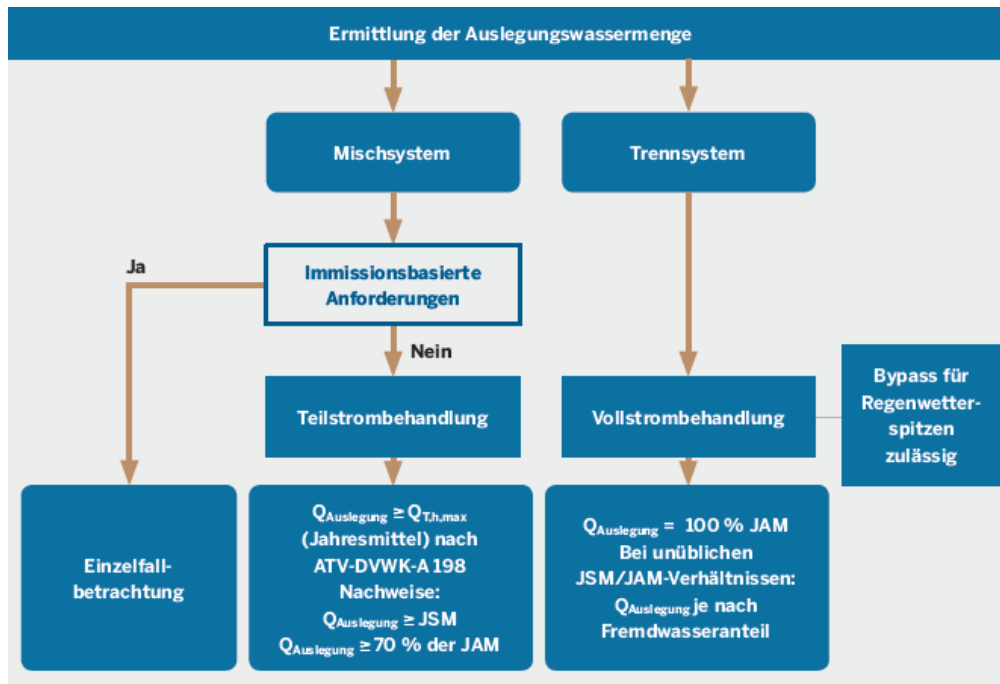 Ermittlung der Auslegungswassermenge
Mischsystem
Trennsystem
Ja
Immissionsbasierte
Anforderungen
Nein
Teilstrombehandlung
Vollstrombehandlung
Bypass für
Regenwetter-
spitzen
zulässig
Einzelfall-
betrachtung
QAuslegung ≥ QT,h,max
(Jahresmittel) nach
ATV-DVWK-A 198
Nachweise:
QAuslegung ≥ JSM
QAuslegung ≥ 70 % der JAM
QAuslegung = 100 % JAM
Bei unüblichen
JSM/JAM-Verhältnissen:
QAuslegung je nach
Fremdwasseranteil